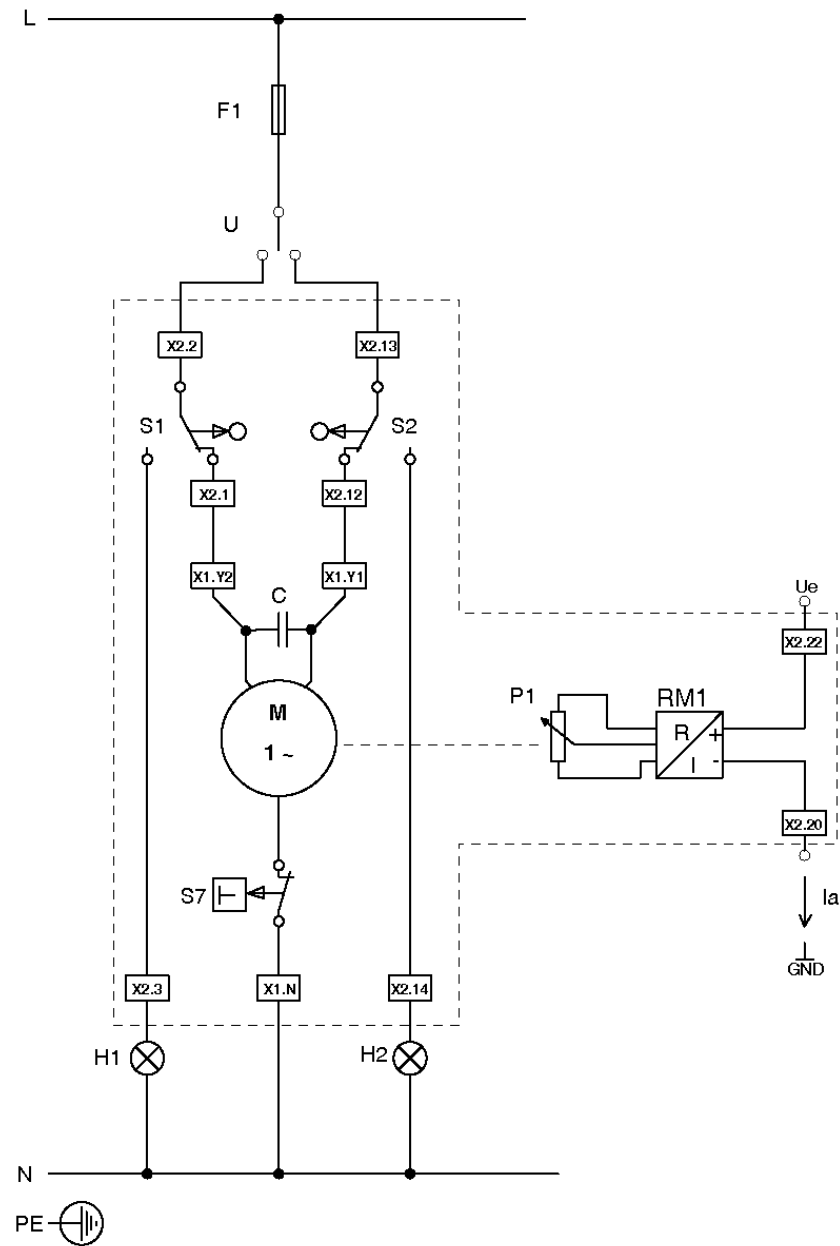 L
F1
U
X2.2
X2.13
S1
S2
X2.1
X2.12
X1.Y2
X1.Y1
C
Ue
X2.22
P1
RM1
M
1 ~
R
+
I
-
X2.20
S7
Ia
GND
X2.3
X1.N
X2.14
H1
H2
N
PE